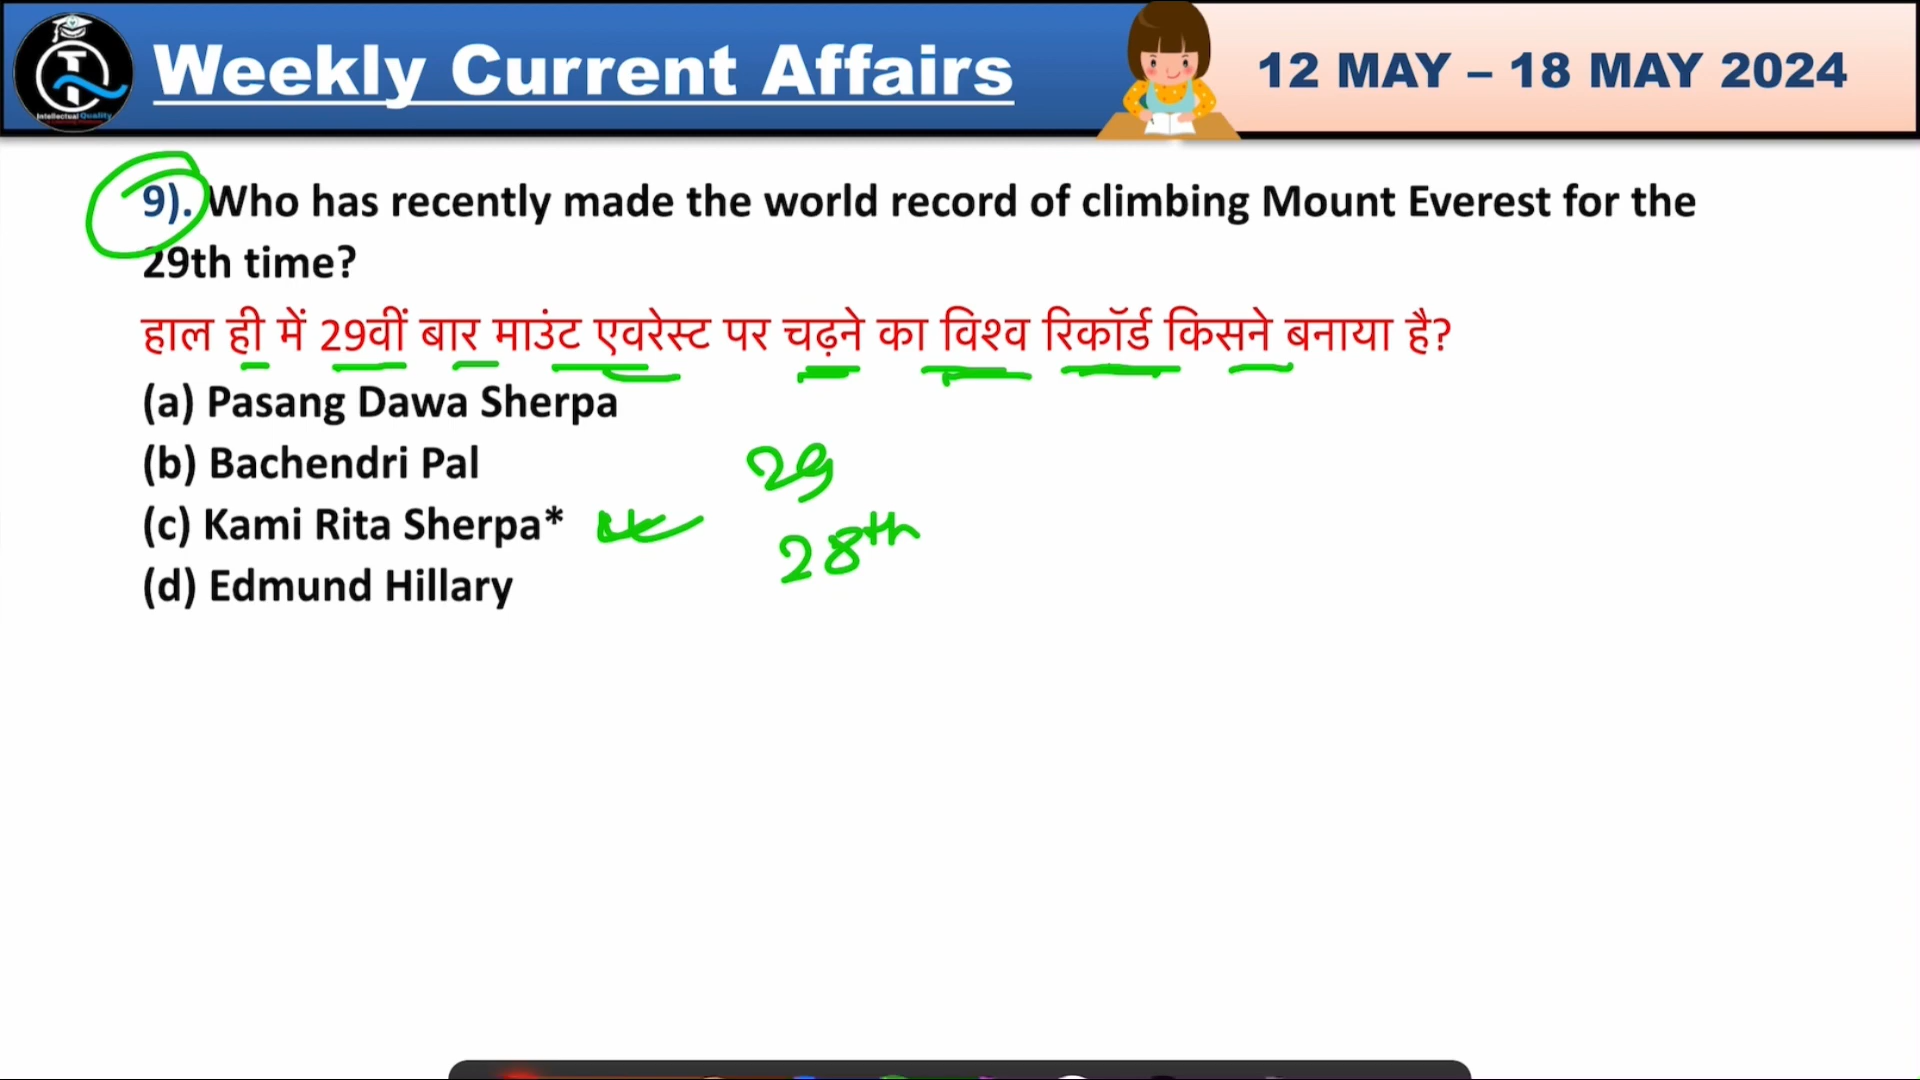 Weekly Current Affairs
12 MAY – 18 MAY 2024
Intellectual Quality
9). Who has recently made the world record of climbing Mount Everest for the
29th time?
हाल ही में 29वीं बार माउंट एवरेस्ट पर चढ़ने का विश्व रिकॉर्ड किसने बनाया है?
(a) Pasang Dawa Sherpa
(b) Bachendri Pal
29
(c) Kami Rita Sherpa*
28th
(d) Edmund Hillary